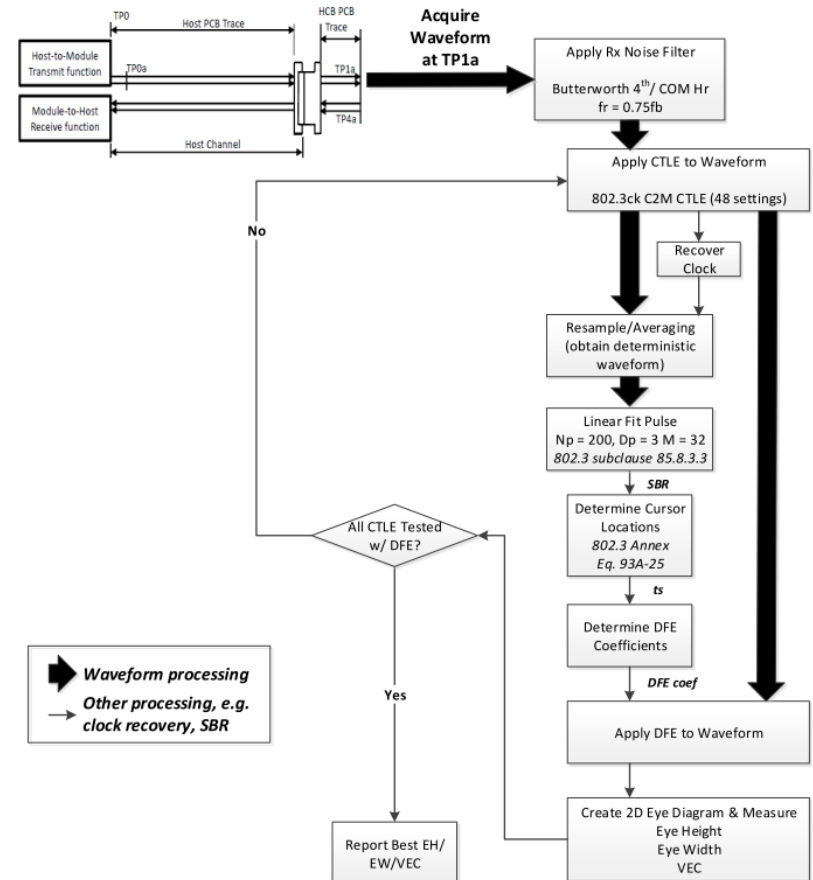 TP0
Host PCB Trace
HCB PCB
Trace
Host-to-Module
Transmit function
TP0a
TP1a
Module-to-Host
Receive function
TP4a
Host Channel
Acquire
Waveform
at TP1a
Apply Rx Noise Filter
Butterworth 4th/ COM Hr
fr = 0.75fb
Apply CTLE to Waveform
802.3ck C2M CTLE (48 settings)
No
Recover
Clock
Resample/Averaging
(obtain deterministic
waveform)
Linear Fit Pulse
Np = 200, Dp = 3 M = 32
802.3 subclause 85.8.3.3
SBR
Determine Cursor
Locations
802.3 Annex
Eq. 93A-25
All CTLE Tested
w/ DFE?
ts
Determine DFE
Coefficients
DFE coef
Waveform processing
Other processing, e.g.
clock recovery, SBR
Yes
Apply DFE to Waveform
Create 2D Eye Diagram & Measure
Eye Height
Eye Width
VEC
Report Best EH/
EW/VEC